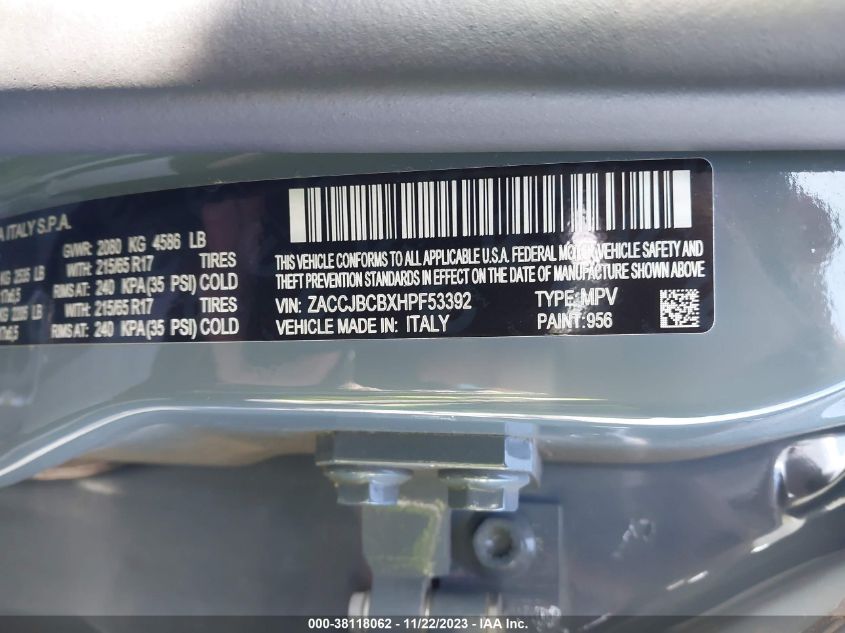 ITALY S.P.A.
GVWR: 2080 KG 4586 LB
WITH: 215/65 R17 TIRES
RIMS AT: 240 KPA(35 PSI) COLD
WITH: 215/65 R17 TIRES
RIMS AT: 240 KPA(35 PSI) COLD
THIS VEHICLE CONFORMS TO ALL APPLICABLE U.S.A. FEDERAL MOTOR VEHICLE SAFETY AND
THEFT PREVENTION STANDARDS IN EFFECT ON THE DATE OF MANUFACTURE SHOWN ABOVE
VIN: ZACCJBCBXHPF53392 TYPE: MPV
VEHICLE MADE IN: ITALY PAINT: 956
000-38118062 - 11/22/2023 - © IAA Inc.